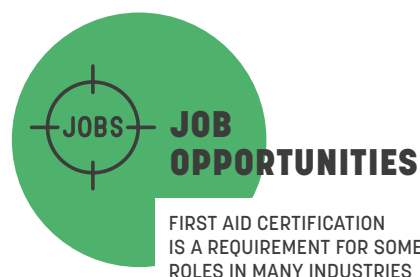 JOBS
JOB
OPPORTUNITIES
FIRST AID CERTIFICATION
IS A REQUIREMENT FOR SOME
ROLES IN MANY INDUSTRIES